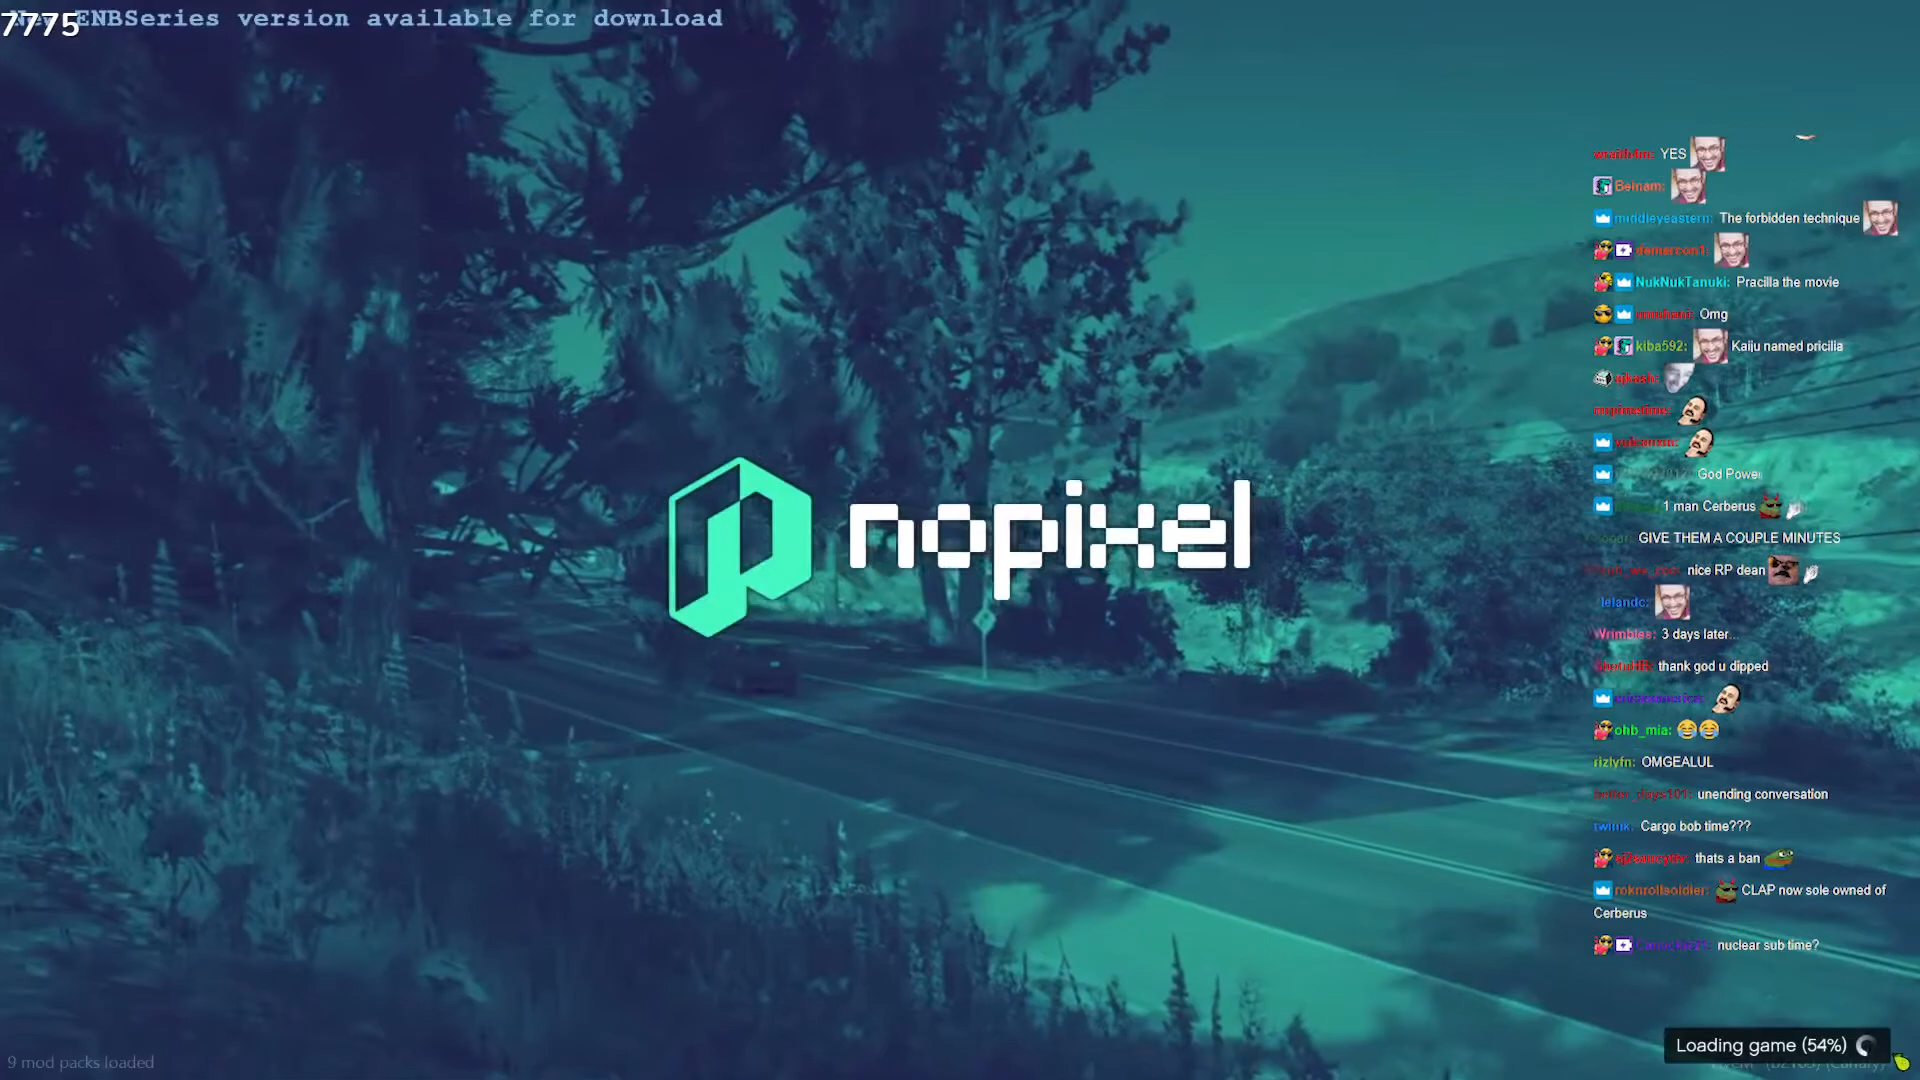 ENBSeries version available for download
7775
YES
Beinam:
middleyeastern: The forbidden technique
demarcon1:
NukNukTanuki: Pracilla the movie
Omg
kiba592: Kaiju named pricilla
God Power
1 man Cerberus
GIVE THEM A COUPLE MINUTES
nice RP dean
lelandc:
nopixel
Wrimbles: 3 days later...
thank god u dipped
ohb_mia:
rizlyfn: OMGEALUL
unending conversation
Cargo bob time???
thats a ban
roknrollsoldier: CLAP now sole owned of
Cerberus
nuclear sub time?
Loading game (54%)
9 mod packs loaded